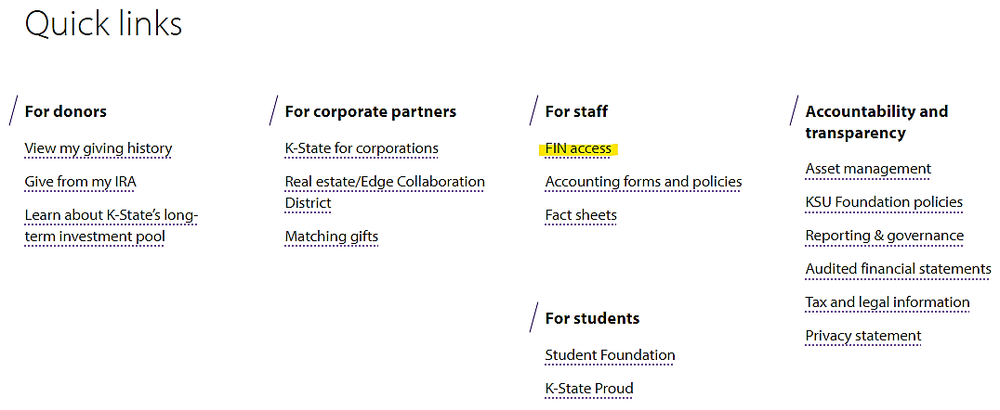 Quick links
For donors
View my giving history
Give from my IRA
Learn about K-State’s long-
term investment pool
For corporate partners
K-State for corporations
Real estate/Edge Collaboration
District
Matching gifts
For staff
FIN access
Accounting forms and policies
Fact sheets
For students
Student Foundation
K-State Proud
Accountability and
transparency
Asset management
KSU Foundation policies
Reporting & governance
Audited financial statements
Tax and legal information
Privacy statement